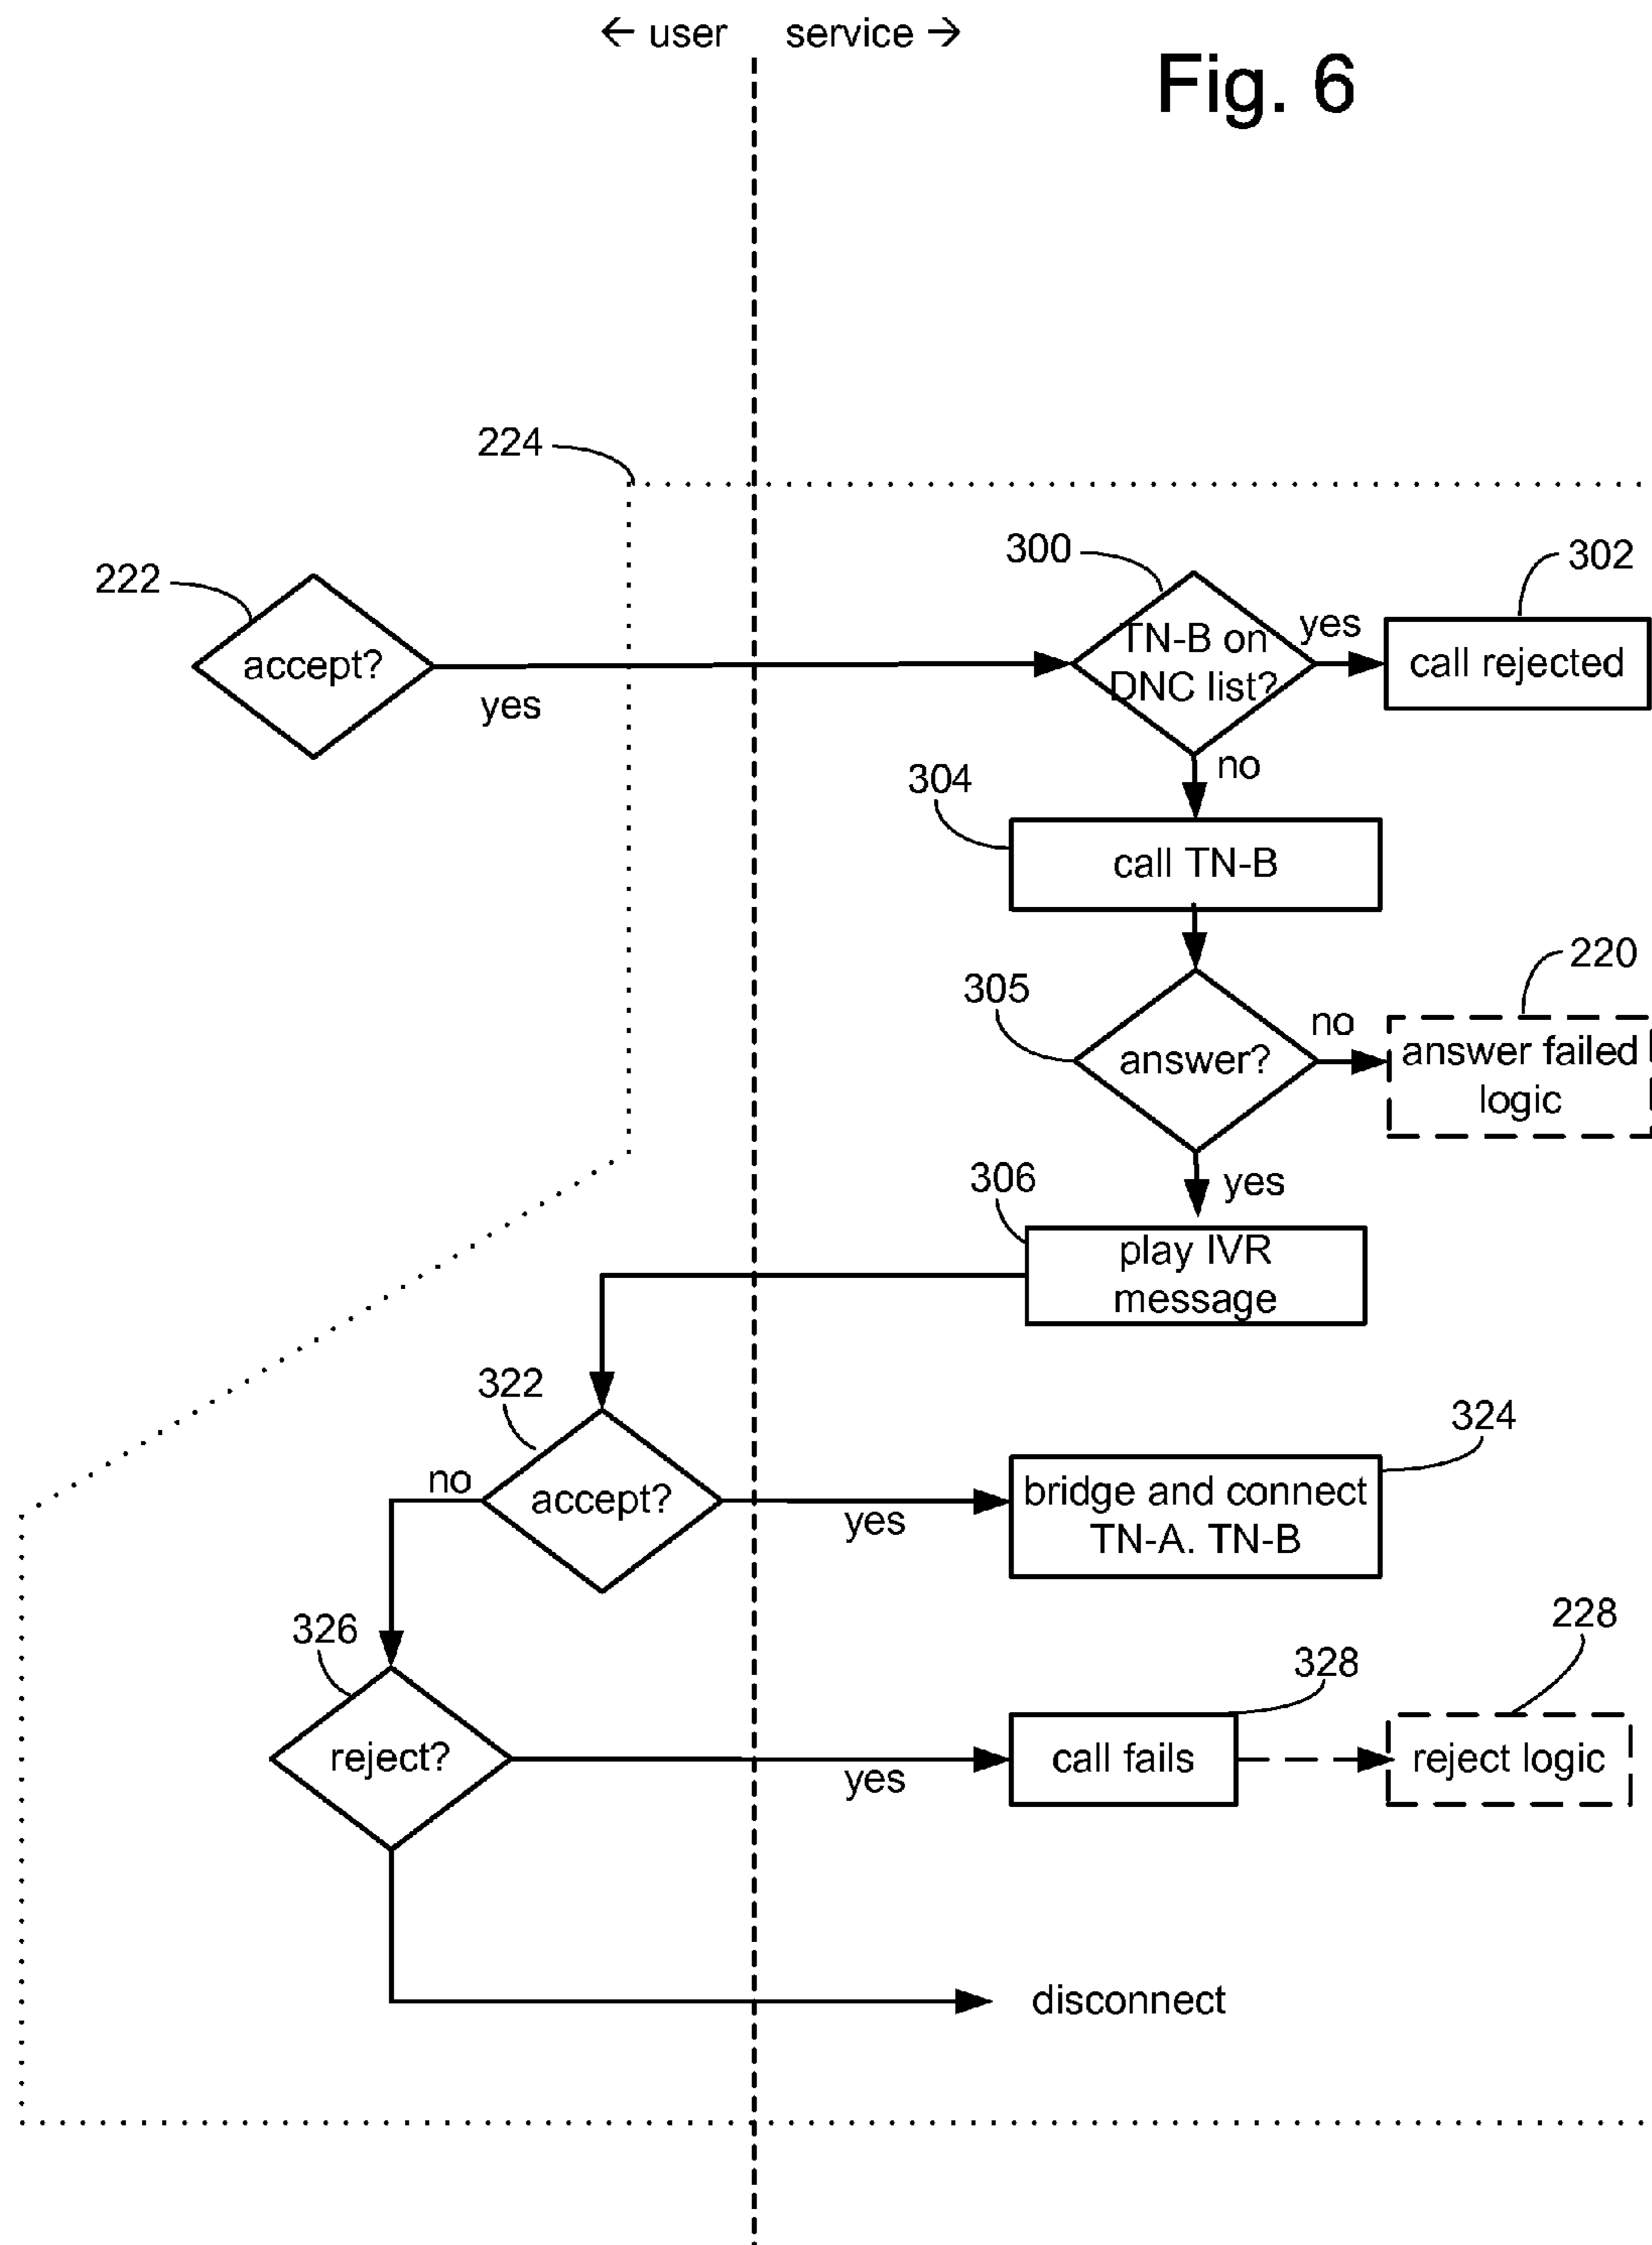 ← user service →
Fig. 6
224
300
302
222
accept?
yes
TN-B on
DNC list?
yes
call rejected
no
304
call TN-B
220
305
answer?
no
answer failed
logic
yes
306
play IVR
message
322
324
no
accept?
yes
bridge and connect
TN-A. TN-B
326
328
228
reject?
yes
call fails
reject logic
disconnect